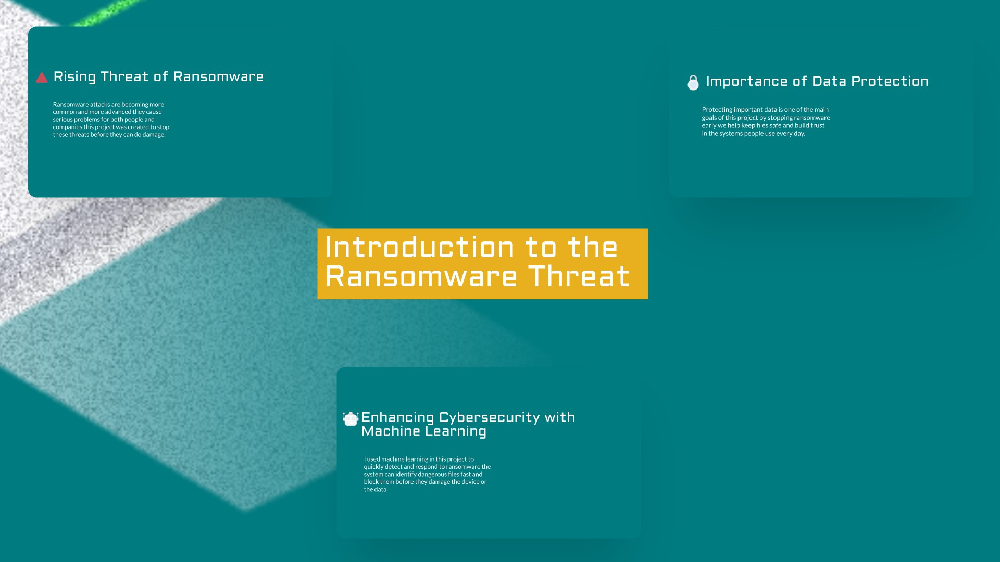 Rising Threat of Ransomware
Ransomware attacks are becoming more
common and more advanced they cause
serious problems for both people and
companies this project was created to stop
these threats before they can do damage.
Importance of Data Protection
Protecting important data is one of the main
goals of this project by stopping ransomware
early we help keep files safe and build trust
in the systems people use every day.
Introduction to the
Ransomware Threat
Enhancing Cybersecurity with
Machine Learning
I used machine learning in this project to
quickly detect and respond to ransomware the
system can identify dangerous files fast and
block them before they damage the device or
the data.